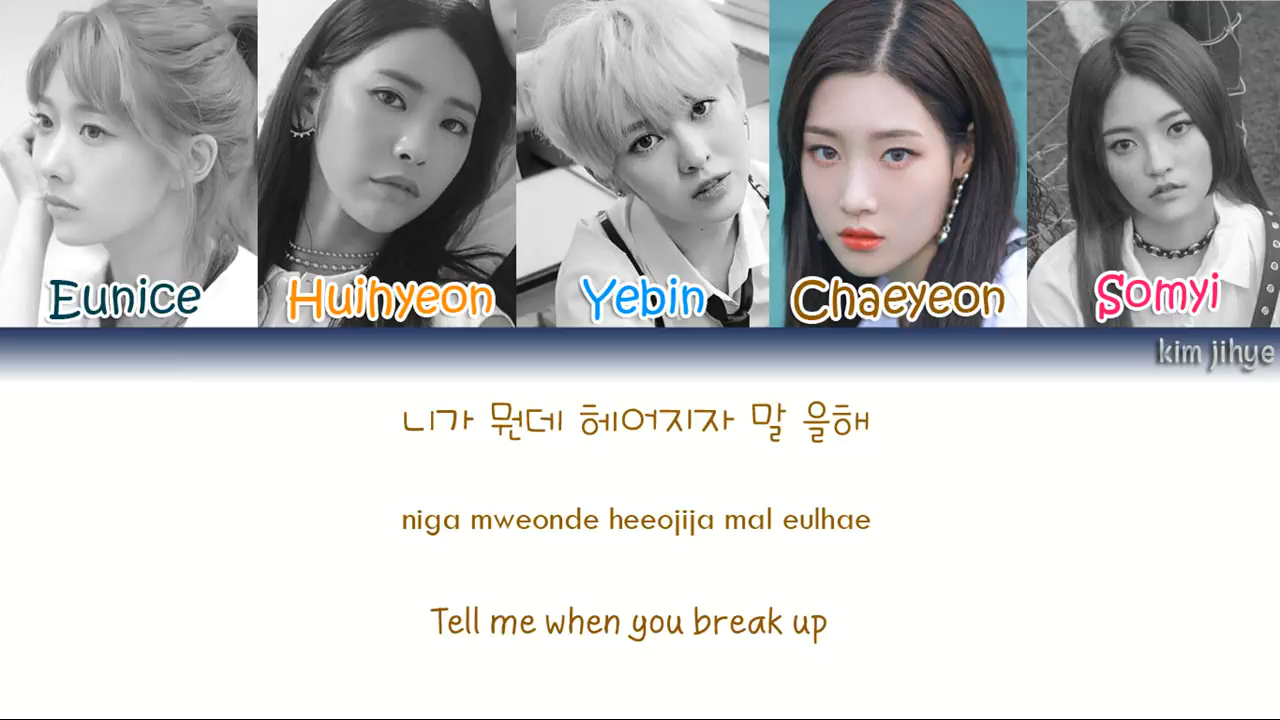 Eunice Huihyeon Yebin Chaeyeon Somyi
kim jihye
니가 뭔데 헤어지자 말 을해
niga mweonde heeojija mal eulhae
Tell me when you break up